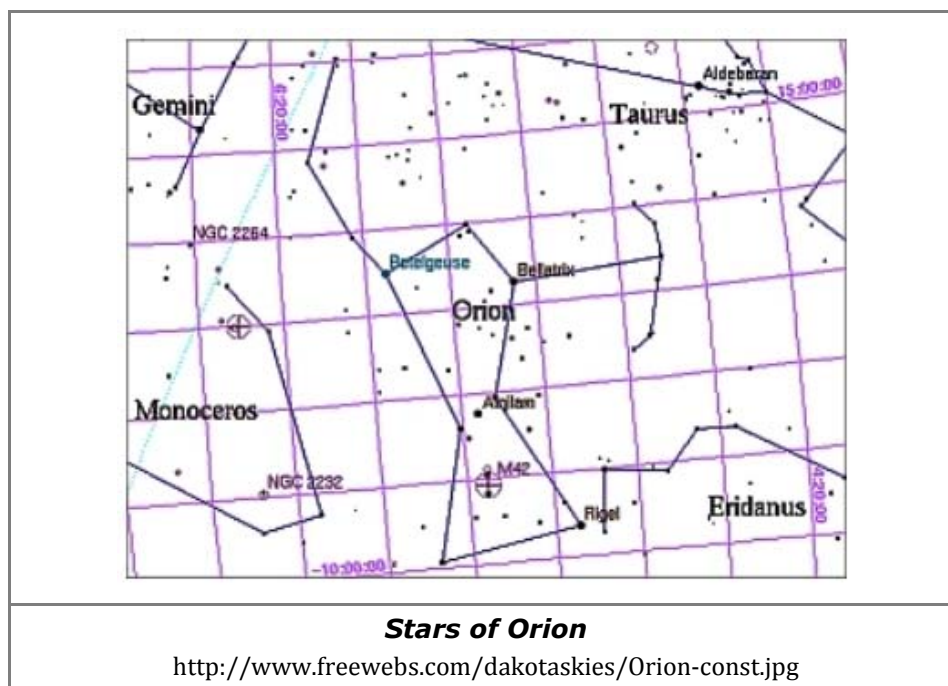 Aldebaran
15:00:00
Gemini
6:20:00
Taurus
NGC 2264
Betelgeuse
Bellatrix
Orion
Monoceros
Alnilam
M42
NGC 2232
Rigel
Eridanus
4:20:00
-10:00:00
Stars of Orion
http://www.freewebs.com/dakotaskies/Orion-const.jpg